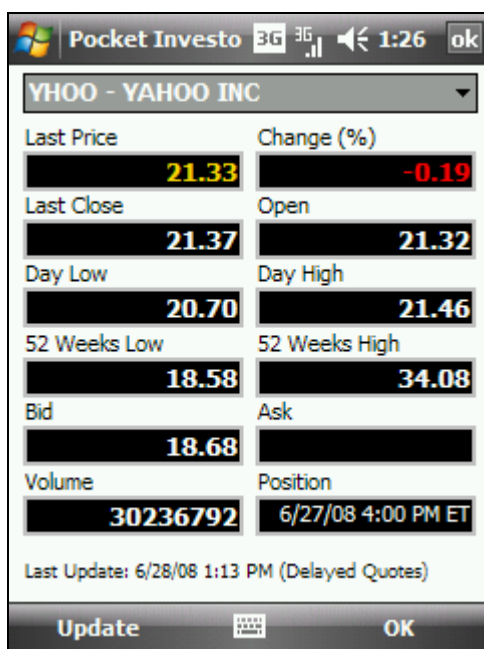 Pocket Investo 3G 3G 1:26 ok
YHOO - YAHOO INC
Last Price Change (%)
21.33 -0.19
Last Close Open
21.37 21.32
Day Low Day High
20.70 21.46
52 Weeks Low 52 Weeks High
18.58 34.08
Bid Ask
18.68
Volume Position
30236792 6/27/08 4:00 PM ET
Last Update: 6/28/08 1:13 PM (Delayed Quotes)
Update OK